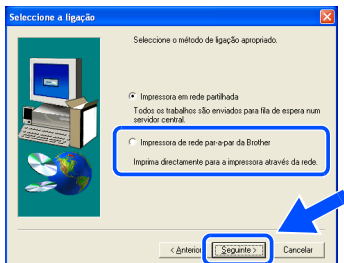 Seleccione a ligação
Seleccione o método de ligação apropriado.
Impressora em rede partilhada
Todos os trabalhos são enviados para fila de espera num
servidor central.
Impressora de rede par-a-par da Brother
Imprima directamente para a impressora através da rede.
< Anterior
Seguinte >
Cancelar